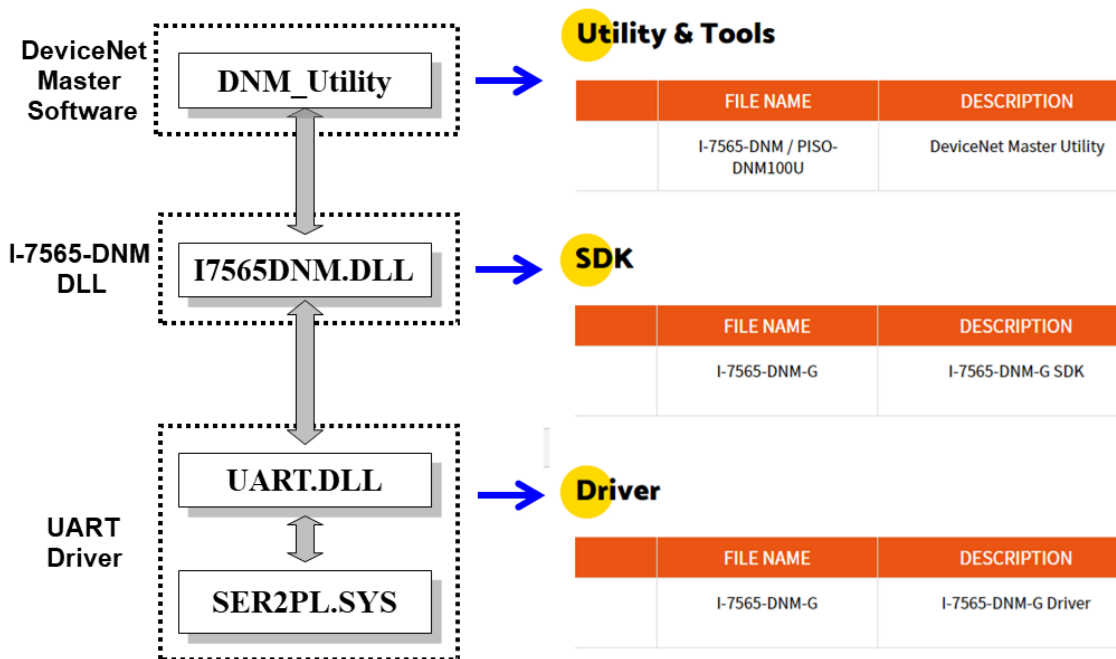 DeviceNet
Master
Software
DNM_Utility
Utility & Tools
FILE NAME DESCRIPTION
I-7565-DNM / PISO- DeviceNet Master Utility
DNM100U
I-7565-DNM
DLL
I7565DNM.DLL
SDK
FILE NAME DESCRIPTION
I-7565-DNM-G I-7565-DNM-G SDK
UART
Driver
UART.DLL
SER2PL.SYS
Driver
FILE NAME DESCRIPTION
I-7565-DNM-G I-7565-DNM-G Driver